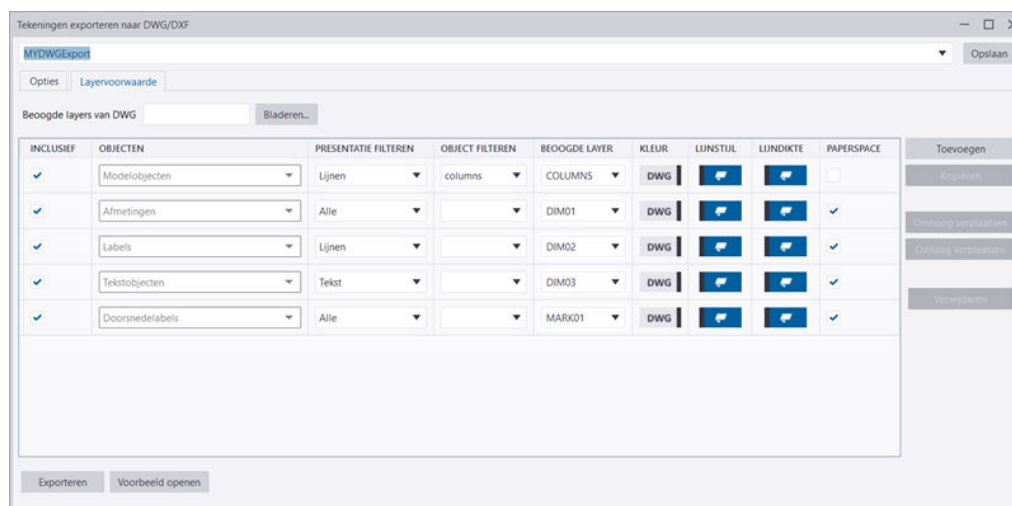 Tekeningen exporteren naar DWG/DXF
MYDWGExport Opslaan
Opties Layervoorwaarde
Beoogde layers van DWG Bladeren...
INCLUSIEF OBJECTEN PRESENTATIE FILTEREN OBJECT FILTEREN BEOOGDE LAYER KLEUR LIJNSTIJL LIJNDIKTE PAPERSPACE Toevoegen
Modelobjecten Lijnen columns COLUMNS DWG Kopiëren
Afmetingen Alle DIM01 DWG
Omhoog verplaatsen
Labels Lijnen DIM02 DWG Omlaag verplaatsen
Tekstobjecten Tekst DIM03 DWG
Verwijderen
Doorsnedelabels Alle MARK01 DWG
Exporteren Voorbeeld openen